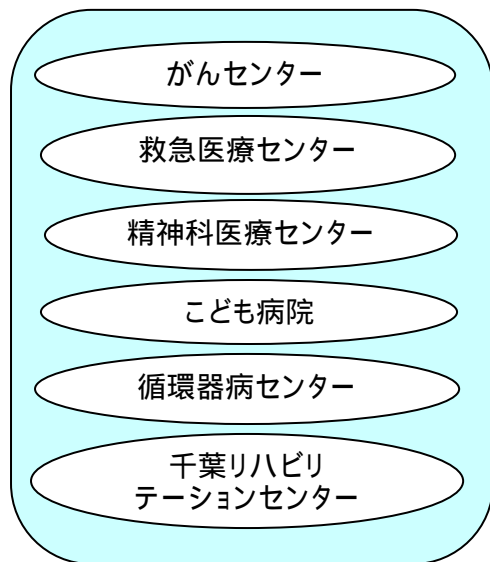 がんセンター
救急医療センター
精神科医療センター
こども病院
循環器病センター
千葉リハビリ
テーションセンター